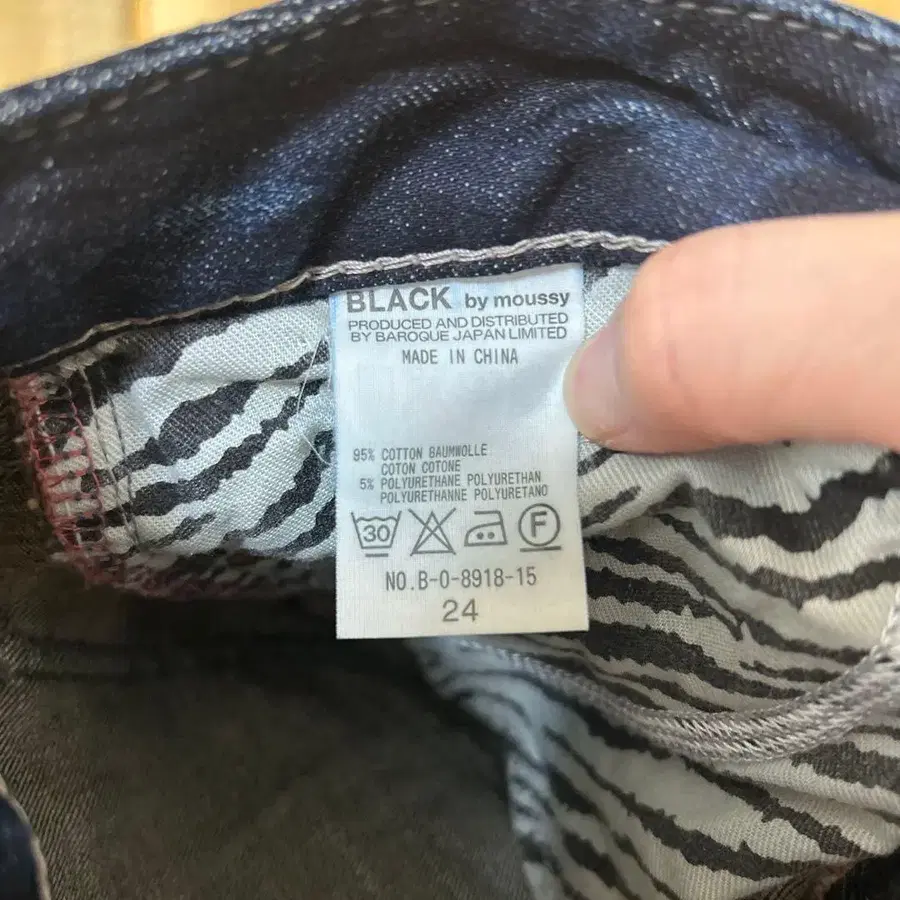 BLACK by moussy
PRODUCED AND DISTRIBUTED
BY BAROQUE JAPAN LIMITED
MADE IN CHINA
95% COTTON BAUMWOLLE
COTON COTONE
5% POLYURETHANE POLYURETHAN
POLYURETHANNE POLYURETANO
30 F
NO.B-0-8918-15
24